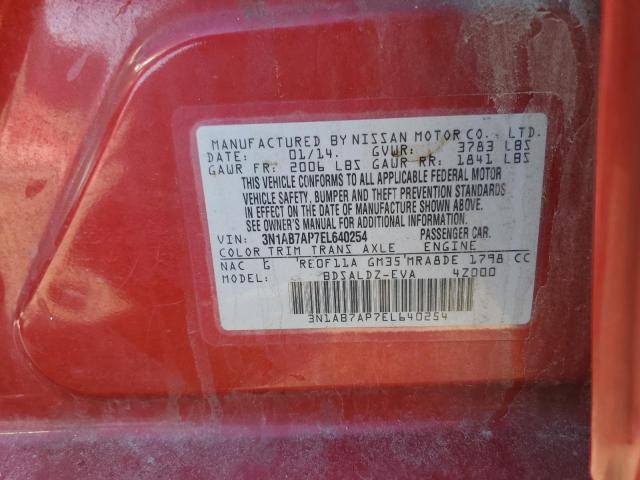 MANUFACTURED BY NISSAN MOTOR CO., LTD.
DATE: 01/14. GVWR: 3783 LBS
GAWR FR: 2006 LBS GAWR RR: 1841 LBS
THIS VEHICLE CONFORMS TO ALL APPLICABLE FEDERAL MOTOR
VEHICLE SAFETY, BUMPER AND THEFT PREVENTION STANDARDS
IN EFFECT ON THE DATE OF MANUFACTURE SHOWN ABOVE.
SEE OWNER'S MANUAL FOR ADDITIONAL INFORMATION.
VIN: 3N1AB7AP7EL640254 PASSENGER CAR.
COLOR TRIM TRANS AXLE ENGINE
NAC G RE0F11A GM35 MRA8DE 1798 CC
MODEL: BDSALDZ-EVA 4Z000
3N1AB7AP7EL640254